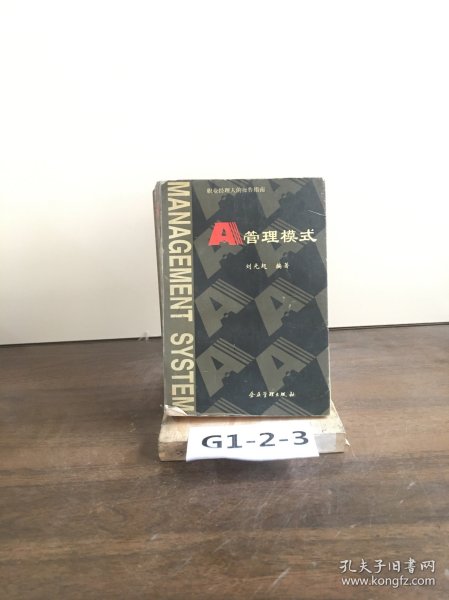 职业经理人的操作指南
MANAGEMENT SYSTEM
A管理模式
刘光起 编著
企业管理出版社
G1-2-3
孔夫子旧书网
www.kongfz.com